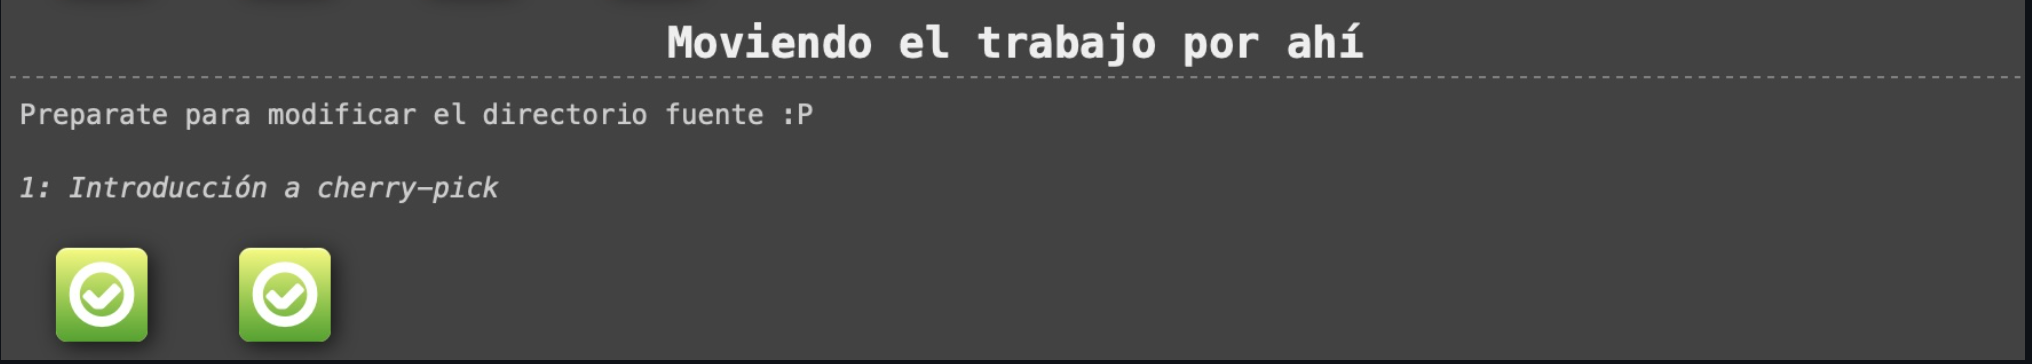 Moviendo el trabajo por ahí
Preparate para modificar el directorio fuente :P
1: Introducción a cherry-pick